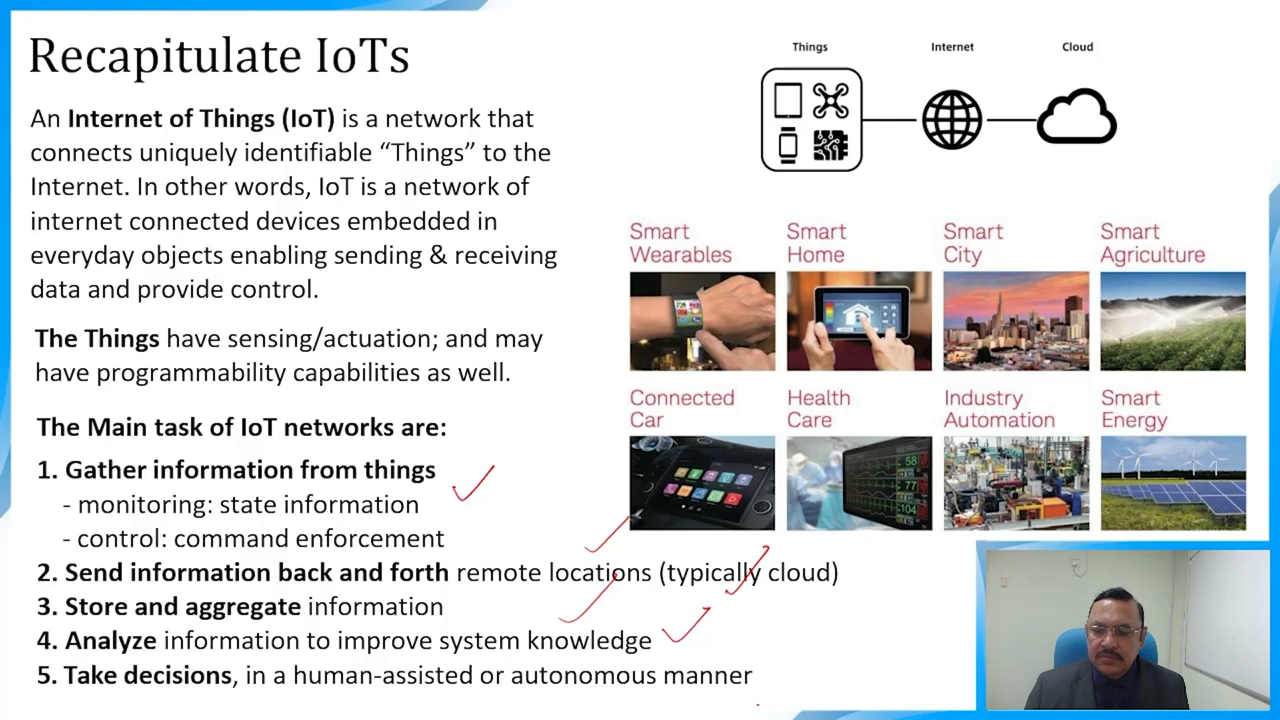 Recapitulate IoTs
An Internet of Things (IoT) is a network that
connects uniquely identifiable “Things” to the
Internet. In other words, IoT is a network of
internet connected devices embedded in
everyday objects enabling sending & receiving
data and provide control.
The Things have sensing/actuation; and may
have programmability capabilities as well.
The Main task of IoT networks are:
1. Gather information from things
- monitoring: state information
- control: command enforcement
2. Send information back and forth remote locations (typically cloud)
3. Store and aggregate information
4. Analyze information to improve system knowledge
5. Take decisions, in a human-assisted or autonomous manner
Things
Internet
Cloud
Smart
Wearables
Smart
Home
Smart
City
Smart
Agriculture
Connected
Car
Health
Care
Industry
Automation
Smart
Energy
58
77
104